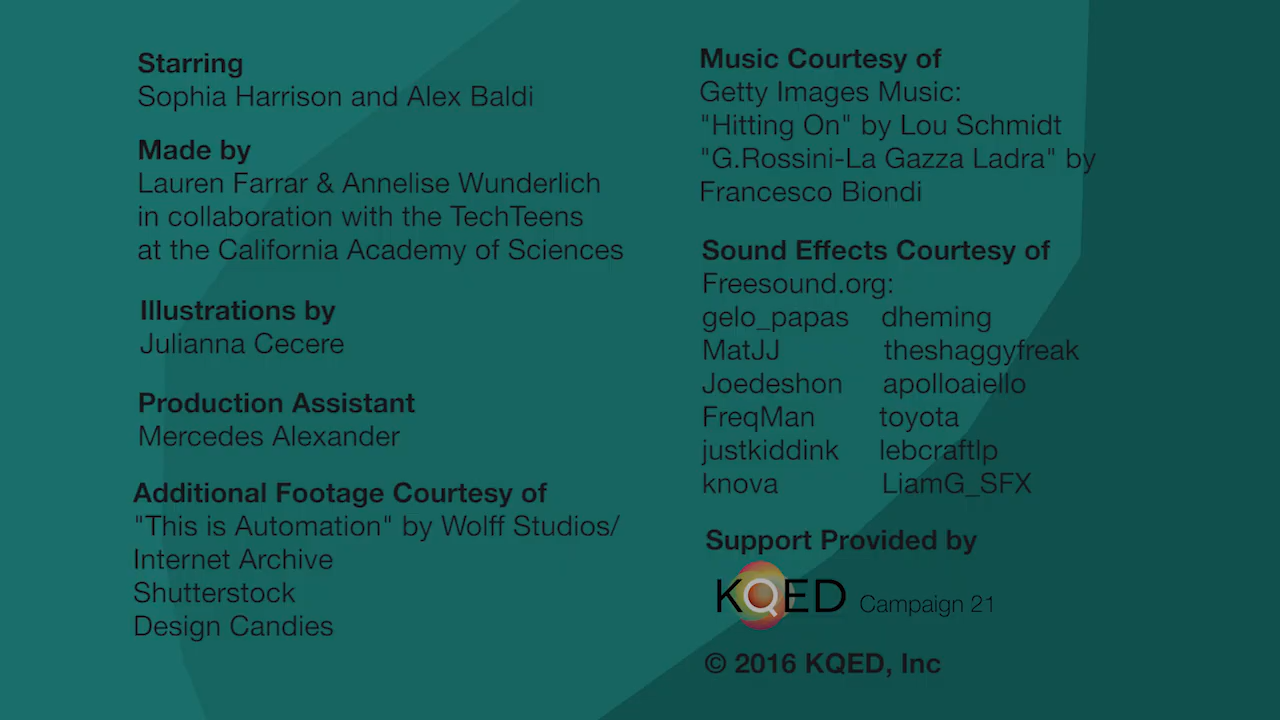 Starring
Sophia Harrison and Alex Baldi
Made by
Lauren Farrar & Annelise Wunderlich
in collaboration with the TechTeens
at the California Academy of Sciences
Illustrations by
Julianna Cecere
Production Assistant
Mercedes Alexander
Additional Footage Courtesy of
"This is Automation" by Wolff Studios/
Internet Archive
Shutterstock
Design Candies
Music Courtesy of
Getty Images Music:
"Hitting On" by Lou Schmidt
"G.Rossini-La Gazza Ladra" by
Francesco Biondi
Sound Effects Courtesy of
Freesound.org:
gelo_papas dheming
MatJJ theshaggyfreak
Joedeshon apolloaiello
FreqMan toyota
justkiddink lebcraftlp
knova LiamG_SFX
Support Provided by
KQED Campaign 21
© 2016 KQED, Inc